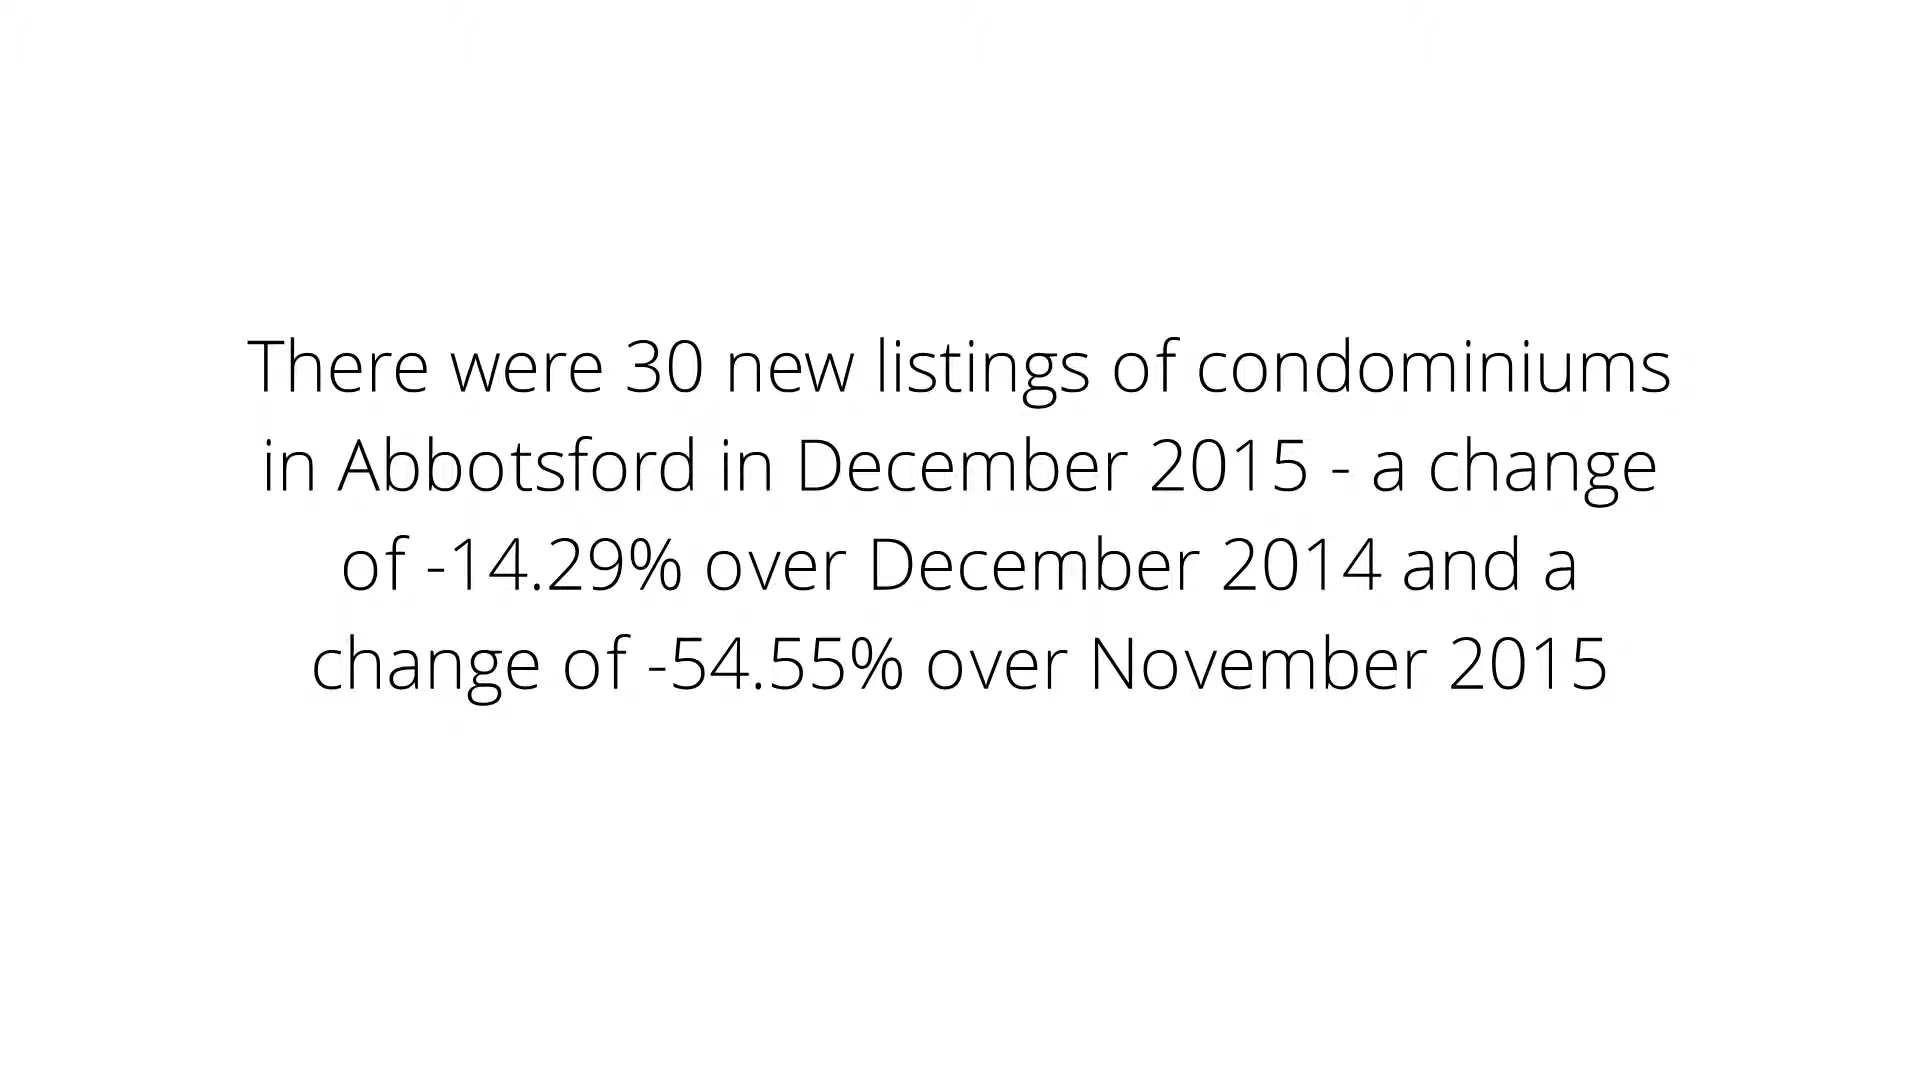 There were 30 new listings of condominiums
in Abbotsford in December 2015 - a change
of -14.29% over December 2014 and a
change of -54.55% over November 2015